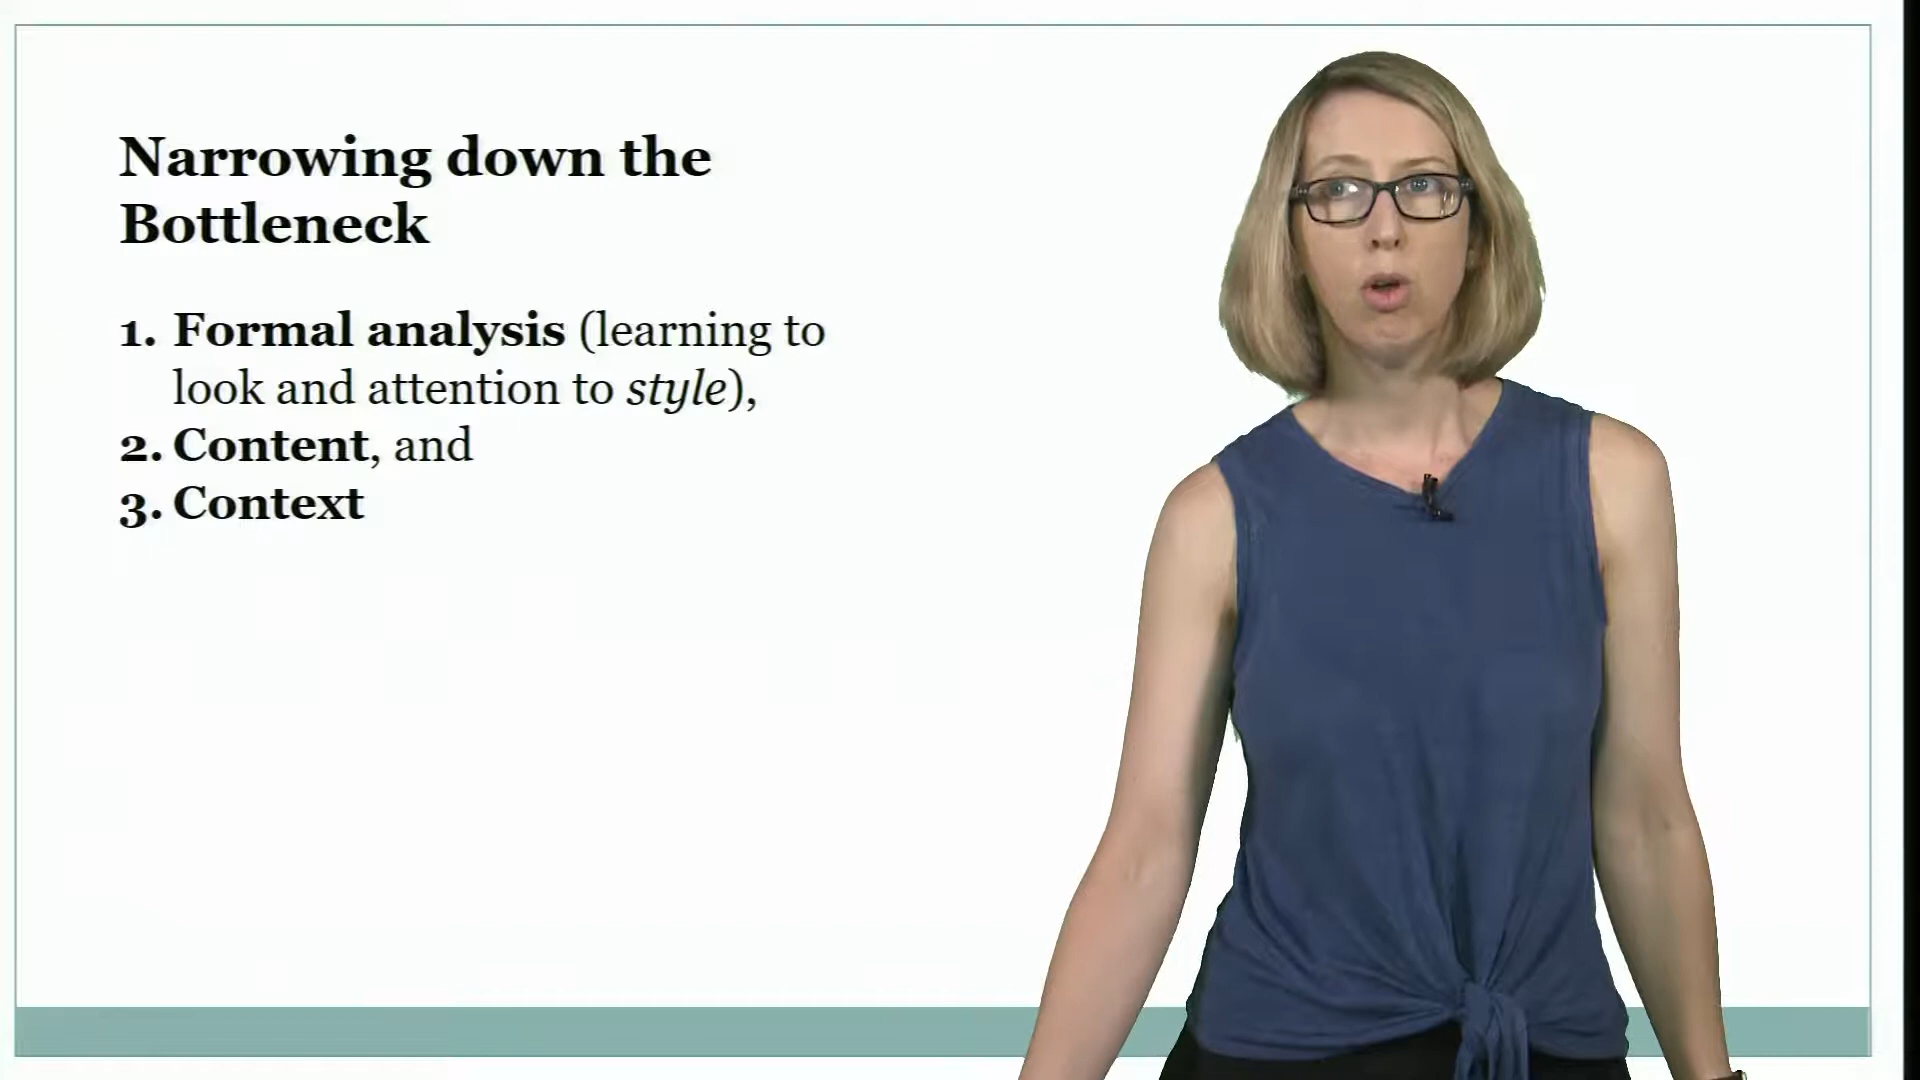 Narrowing down the
Bottleneck
1. Formal analysis (learning to
look and attention to style),
2. Content, and
3. Context